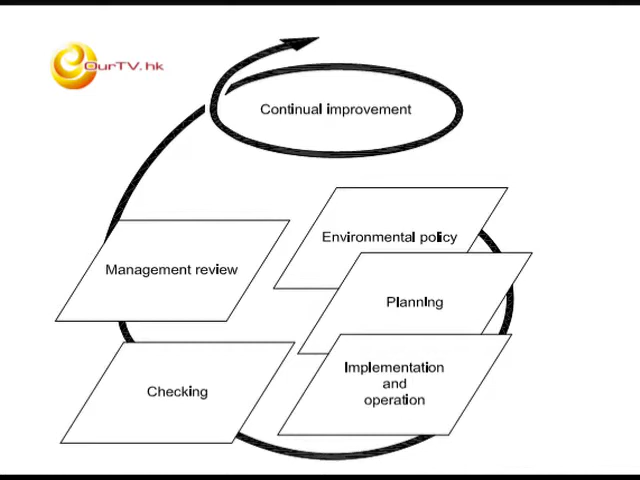 OurTV.hk
Continual improvement
Environmental policy
Management review
Planning
Implementation
and
operation
Checking